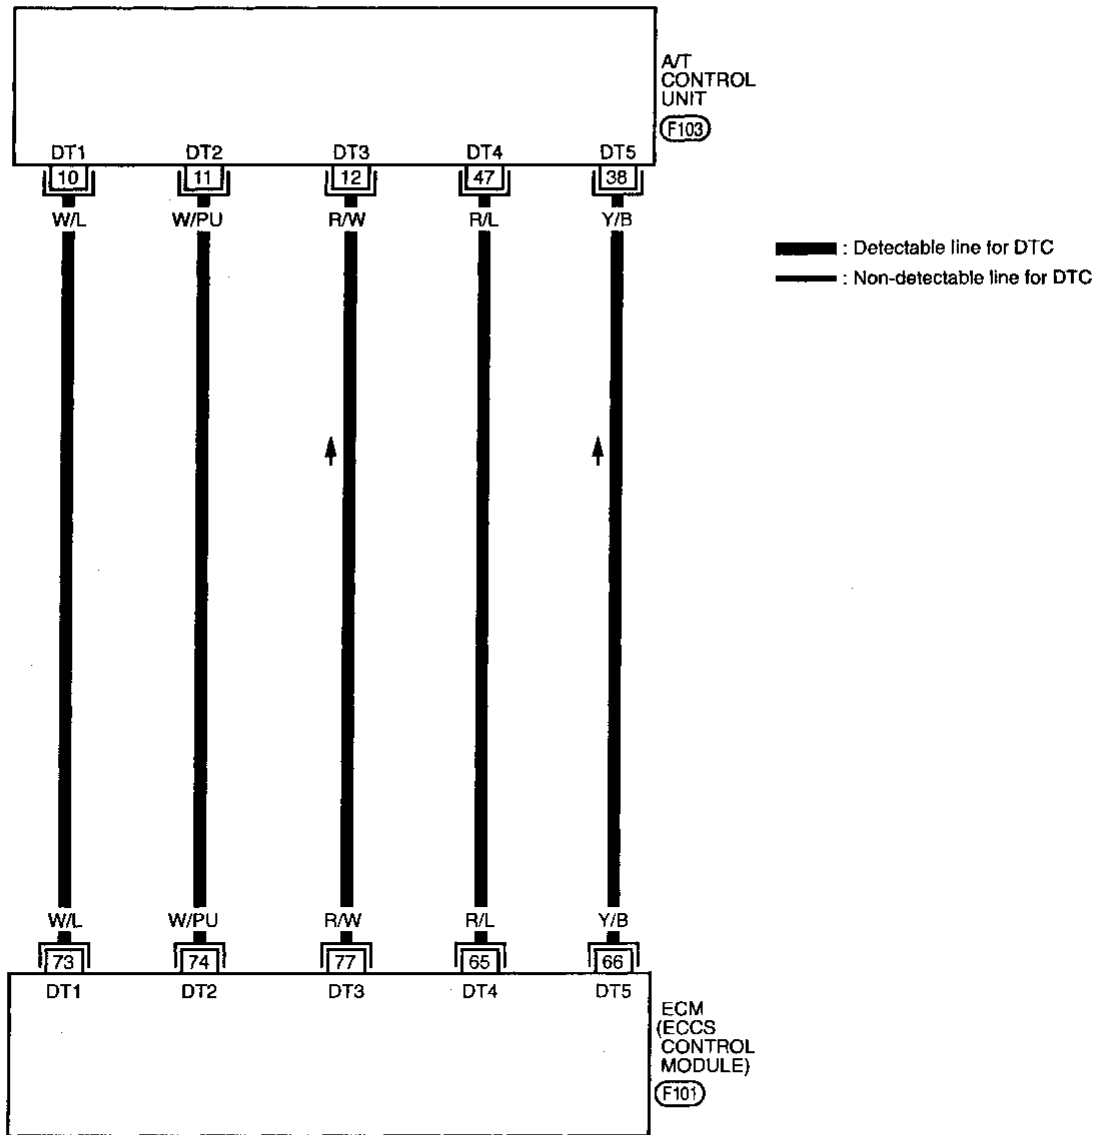 A/T
CONTROL
UNIT
F103
DT1 DT2 DT3 DT4 DT5
10 11 12 47 38
W/L W/PU R/W R/L Y/B
: Detectable line for DTC
: Non-detectable line for DTC
W/L W/PU R/W R/L Y/B
73 74 77 65 66
DT1 DT2 DT3 DT4 DT5
ECM
(ECCS
CONTROL
MODULE)
F101